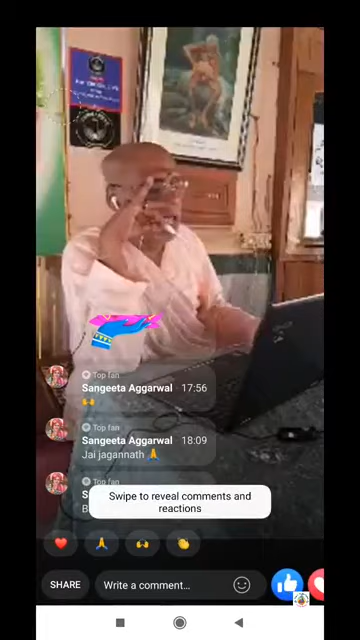 Top fan
Sangeeta Aggarwal · 17:56
🙌
Top fan
Sangeeta Aggarwal · 18:09
Jai jagannath 🙏
Top fan
S
B
Swipe to reveal comments and
reactions
SHARE
Write a comment...